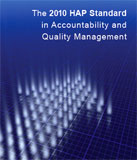 The 2010 HAP Standard
in Accountability and
Quality Management